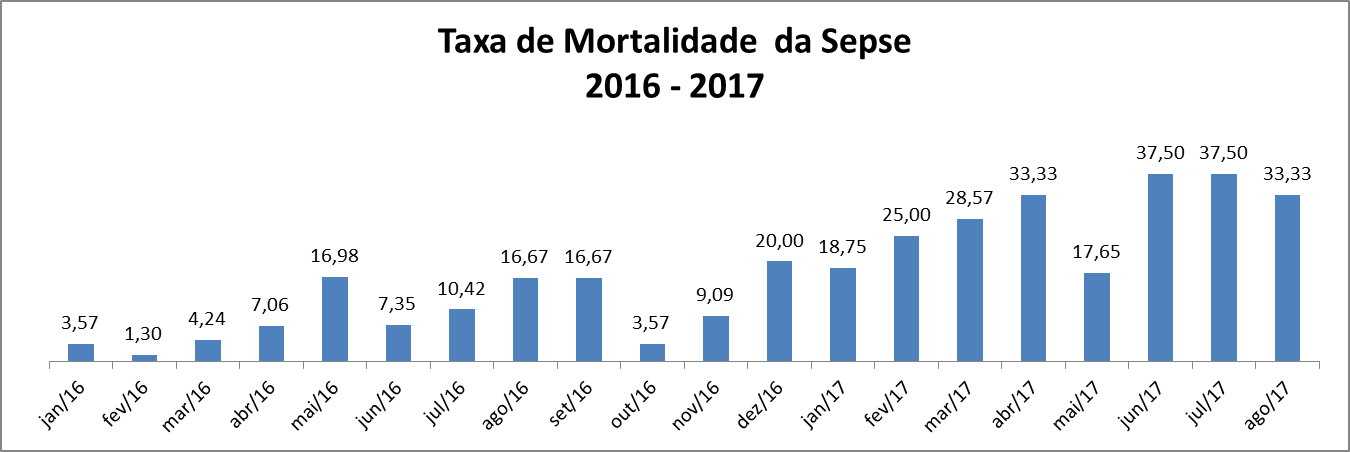 Taxa de Mortalidade da Sepse
2016 - 2017
3,57
1,30
4,24
7,06
16,98
7,35
10,42
16,67
16,67
3,57
9,09
20,00
18,75
25,00
28,57
33,33
17,65
37,50
37,50
33,33
jan/16
fev/16
mar/16
abr/16
mai/16
jun/16
jul/16
ago/16
set/16
out/16
nov/16
dez/16
jan/17
fev/17
mar/17
abr/17
mai/17
jun/17
jul/17
ago/17